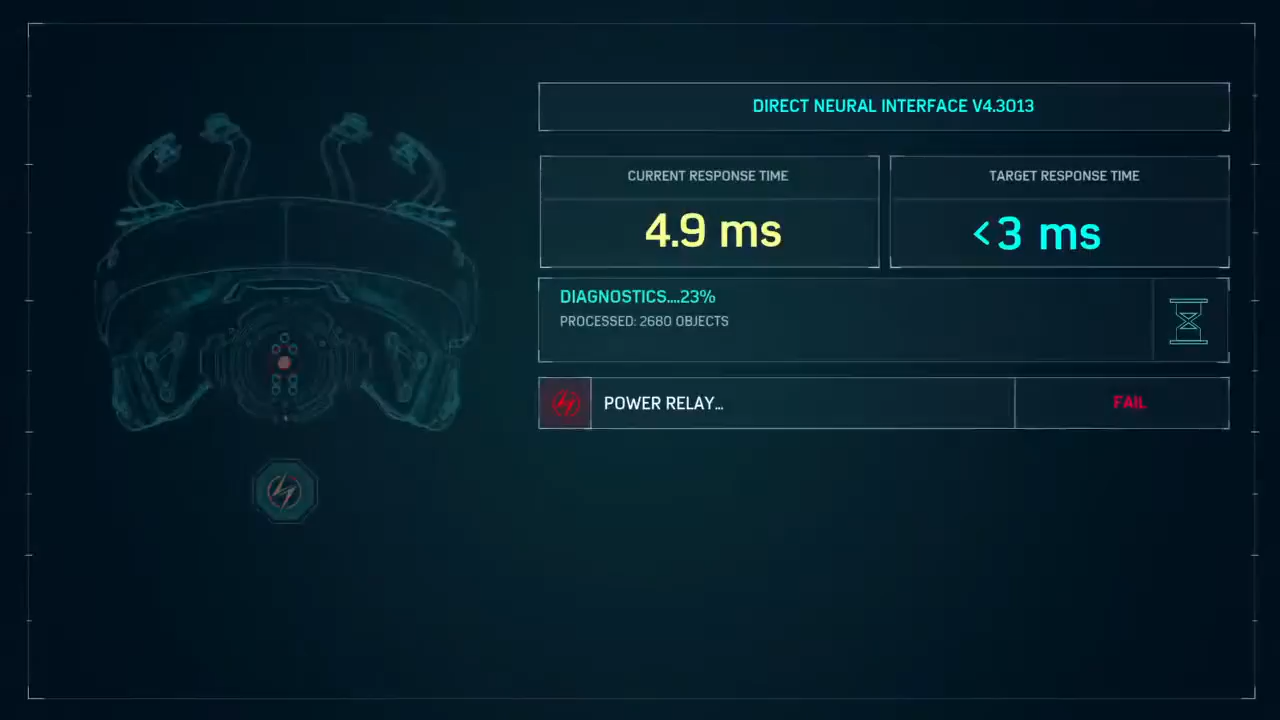 DIRECT NEURAL INTERFACE V4.3013
CURRENT RESPONSE TIME
4.9 ms
TARGET RESPONSE TIME
<3 ms
DIAGNOSTICS....23%
PROCESSED: 2680 OBJECTS
POWER RELAY...
FAIL